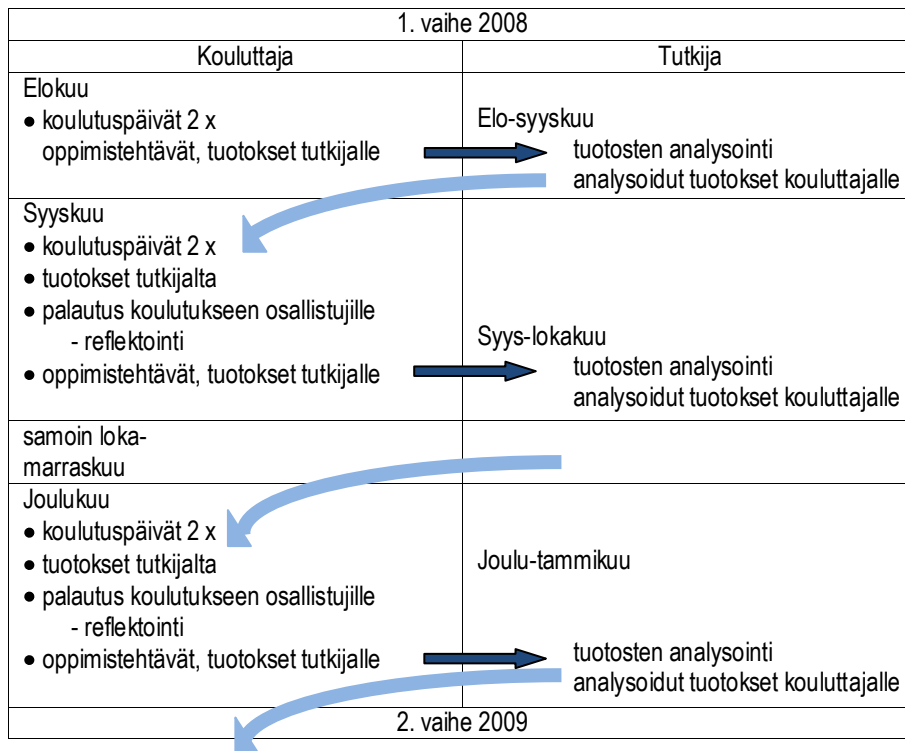 1. vaihe 2008
Kouluttaja
Tutkija
Elokuu
● koulutuspäivät 2 x
oppimistehtävät, tuotokset tutkijalle
Elo-syyskuu
tuotosten analysointi
analysoidut tuotokset kouluttajalle
Syyskuu
● koulutuspäivät 2 x
● tuotokset tutkijalta
● palautus koulutukseen osallistujille
- reflektointi
● oppimistehtävät, tuotokset tutkijalle
Syys-lokakuu
tuotosten analysointi
analysoidut tuotokset kouluttajalle
samoin loka-
marraskuu
Joulukuu
● koulutuspäivät 2 x
● tuotokset tutkijalta
● palautus koulutukseen osallistujille
- reflektointi
● oppimistehtävät, tuotokset tutkijalle
Joulu-tammikuu
tuotosten analysointi
analysoidut tuotokset kouluttajalle
2. vaihe 2009